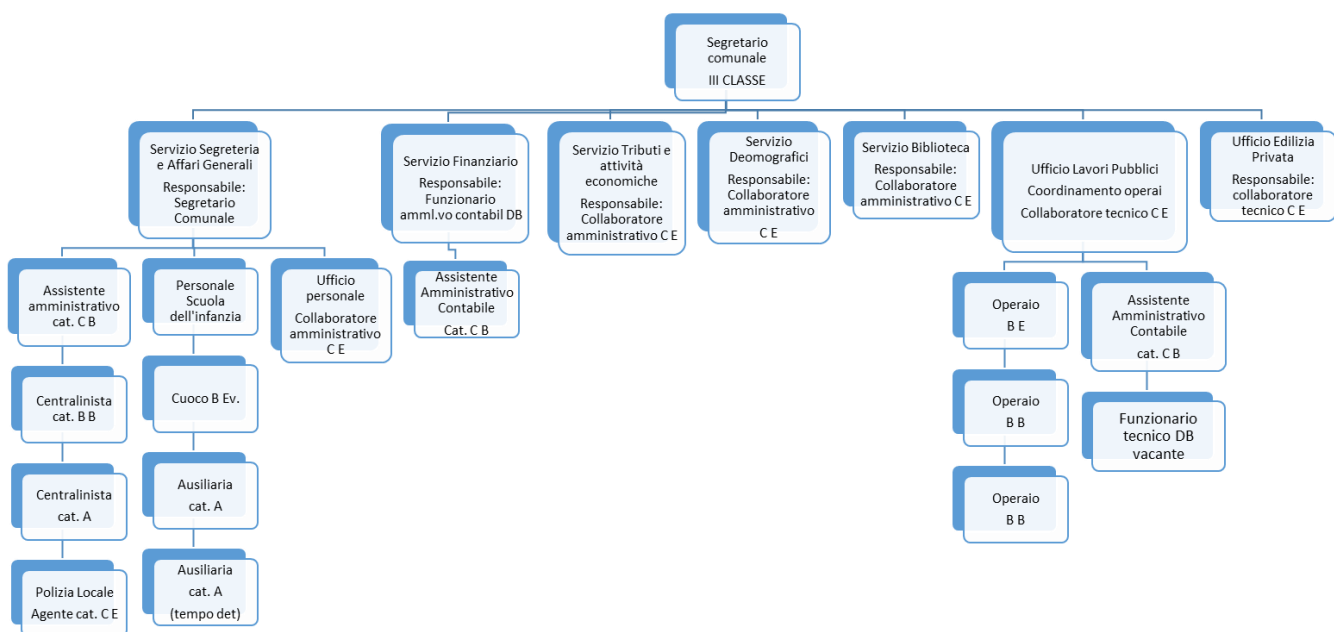 Segretario
comunale
III CLASSE
Servizio Segreteria
e Affari Generali
Responsabile:
Segretario
Comunale
Servizio Finanziario
Responsabile:
Funzionario
amml.vo contabil DB
Servizio Tributi e
attività
economiche
Responsabile:
Collaboratore
amministrativo C E
Servizio
Deomografici
Responsabile:
Collaboratore
amministrativo
C E
Servizio Biblioteca
Responsabile:
Collaboratore
amministrativo C E
Ufficio Lavori Pubblici
Coordinamento operai
Collaboratore tecnico C E
Ufficio Edilizia
Privata
Responsabile:
collaboratore
tecnico C E
Assistente
amministrativo
cat. C B
Personale
Scuola
dell'infanzia
Ufficio
personale
Collaboratore
amministrativo
C E
Assistente
Amministrativo
Contabile
Cat. C B
Operaio
B E
Assistente
Amministrativo
Contabile
cat. C B
Centralinista
cat. B B
Cuoco B Ev.
Operaio
B B
Funzionario
tecnico DB
vacante
Centralinista
cat. A
Ausiliaria
cat. A
Operaio
B B
Polizia Locale
Agente cat. C E
Ausiliaria
cat. A
(tempo det)